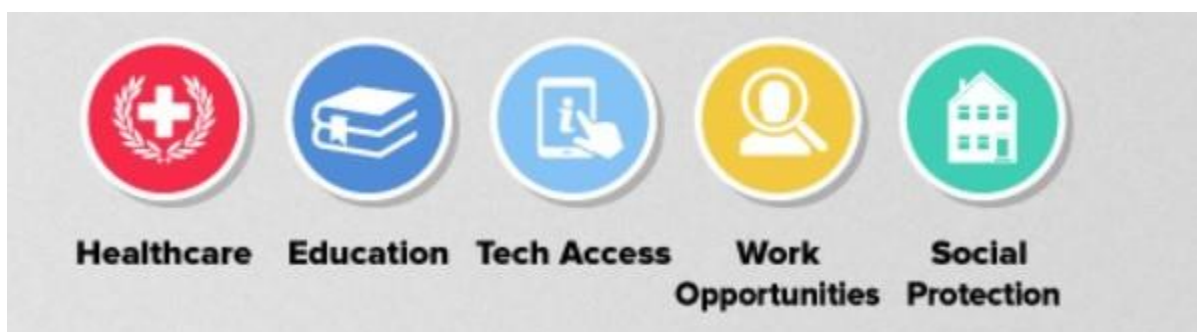 Healthcare
Education
Tech Access
Work
Opportunities
Social
Protection